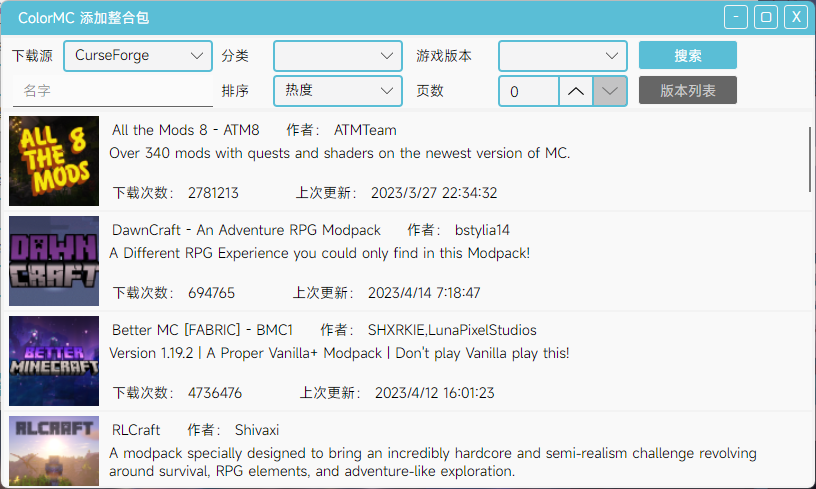 ColorMC 添加整合包
下载源 CurseForge 分类 游戏版本 搜索
名字 排序 热度 页数 0 版本列表
ALL THE 8 MODS
All the Mods 8 - ATM8 作者： ATMTeam
Over 340 mods with quests and shaders on the newest version of MC.
下载次数： 2781213 上次更新： 2023/3/27 22:34:32
DAWN CRAFT
DawnCraft - An Adventure RPG Modpack 作者： bstylia14
A Different RPG Experience you could only find in this Modpack!
下载次数： 694765 上次更新： 2023/4/14 7:18:47
BETTER MINECRAFT
Better MC [FABRIC] - BMC1 作者： SHXRKIE,LunaPixelStudios
Version 1.19.2 | A Proper Vanilla+ Modpack | Don't play Vanilla play this!
下载次数： 4736476 上次更新： 2023/4/12 16:01:23
RLCRAFT
RLCraft 作者： Shivaxi
A modpack specially designed to bring an incredibly hardcore and semi-realism challenge revolving
around survival, RPG elements, and adventure-like exploration.